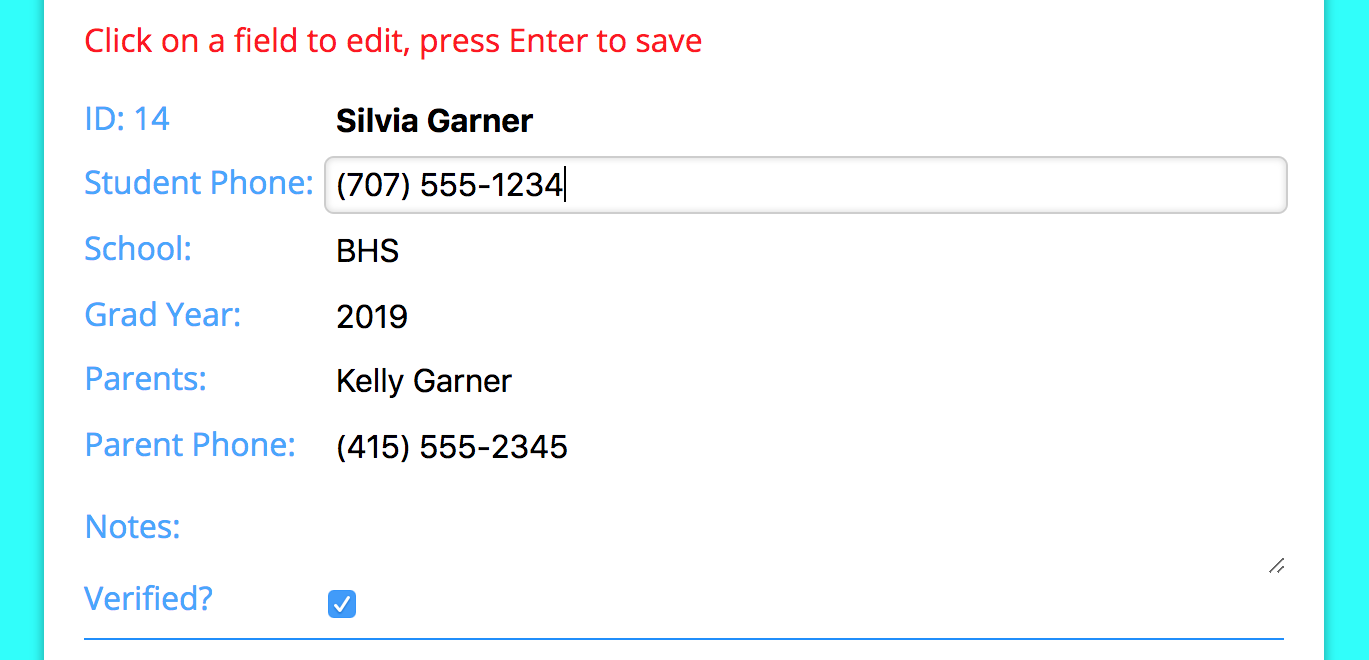 Click on a field to edit, press Enter to save
ID: 14 Silvia Garner
Student Phone: (707) 555-1234
School: BHS
Grad Year: 2019
Parents: Kelly Garner
Parent Phone: (415) 555-2345
Notes:
Verified?